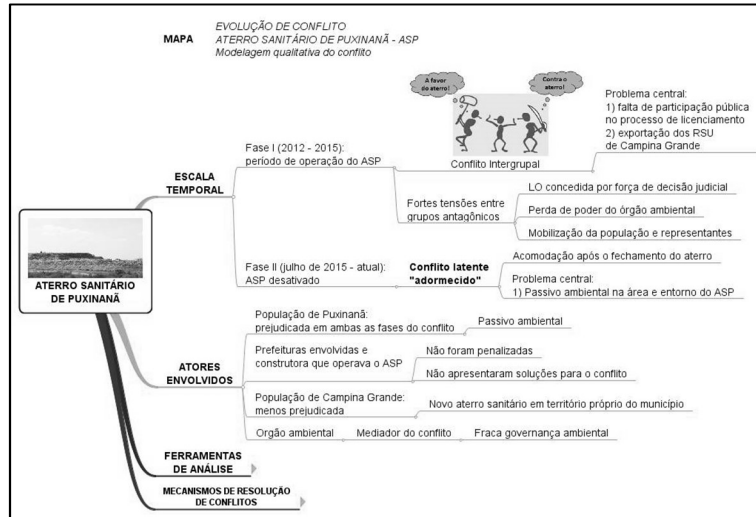 MAPA
EVOLUÇÃO DE CONFLITO
ATERRO SANITÁRIO DE PUXINANÃ - ASP
Modelagem qualitativa do conflito
A favor
do aterro!
Contra o
aterro!
Conflito Intergrupal
Problema central:
1) falta de participação pública
no processo de licenciamento
2) exportação dos RSU
de Campina Grande
Fase I (2012 - 2015):
período de operação do ASP
ESCALA
TEMPORAL
Fortes tensões entre
grupos antagônicos
LO concedida por força de decisão judicial
Perda de poder do órgão ambiental
Mobilização da população e representantes
Fase II (julho de 2015 - atual):
ASP desativado
Conflito latente
"adormecido"
Acomodação após o fechamento do aterro
Problema central:
1) Passivo ambiental na área e entorno do ASP
ATERRO SANITÁRIO
DE PUXINANÃ
ATORES
ENVOLVIDOS
População de Puxinanã:
prejudicada em ambas as fases do conflito
Passivo ambiental
Prefeituras envolvidas e
construtora que operava o ASP
Não foram penalizadas
Não apresentaram soluções para o conflito
População de Campina Grande:
menos prejudicada
Novo aterro sanitário em território próprio do município
Orgão ambiental
Mediador do conflito
Fraca governança ambiental
FERRAMENTAS
DE ANÁLISE
MECANISMOS DE RESOLUÇÃO
DE CONFLITOS